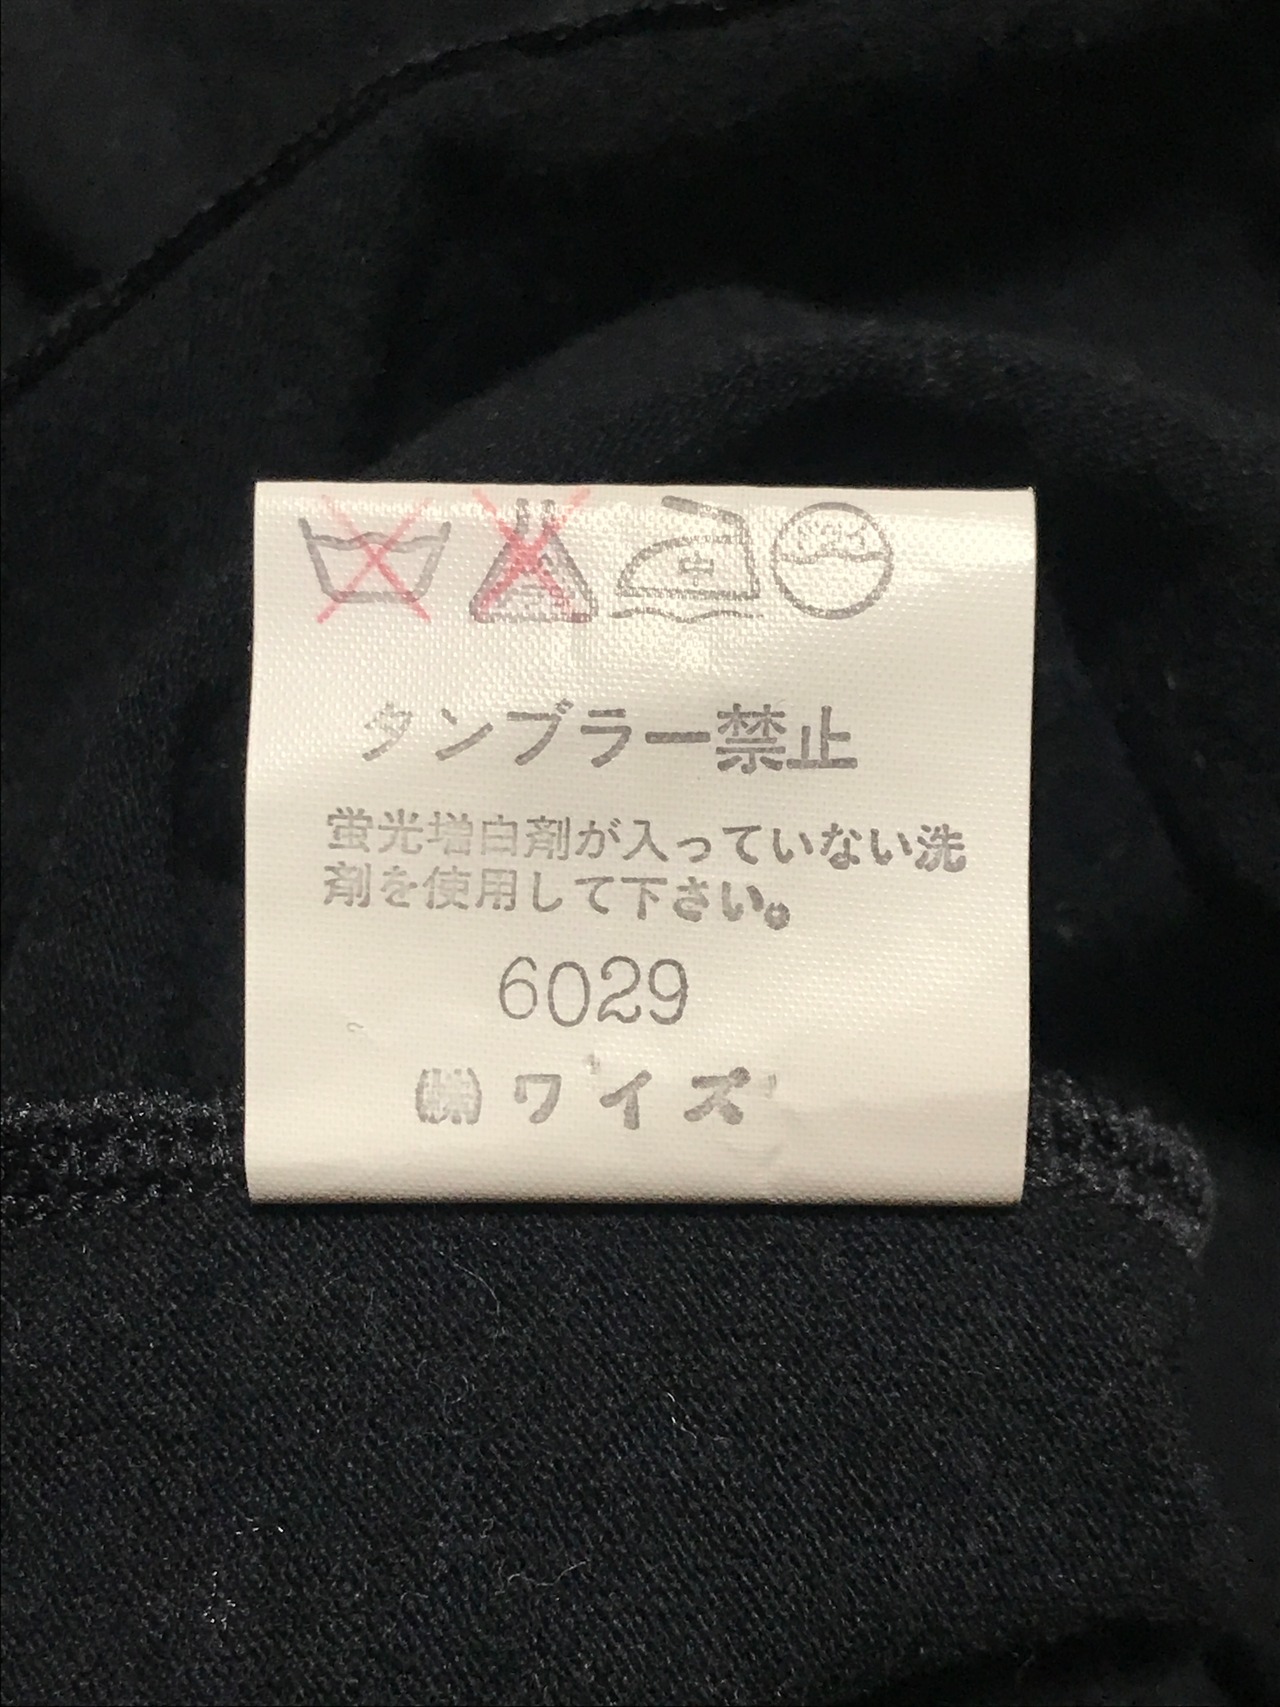 中
タンブラー禁止
蛍光増白剤が入っていない洗
剤を使用して下さい。
6029
㈱ワイズ